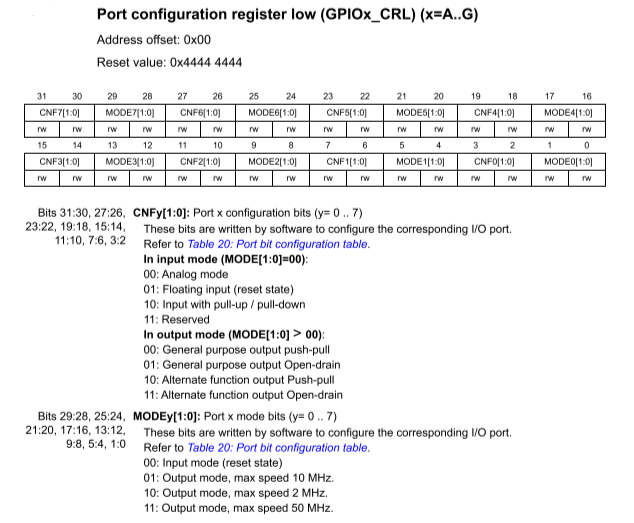 Port configuration register low (GPIOx_CRL) (x=A..G)
Address offset: 0x00
Reset value: 0x4444 4444
31 30 29 28 27 26 25 24 23 22 21 20 19 18 17 16
CNF7[1:0] MODE7[1:0] CNF6[1:0] MODE6[1:0] CNF5[1:0] MODE5[1:0] CNF4[1:0] MODE4[1:0]
rw rw rw rw rw rw rw rw rw rw rw rw rw rw rw rw
15 14 13 12 11 10 9 8 7 6 5 4 3 2 1 0
CNF3[1:0] MODE3[1:0] CNF2[1:0] MODE2[1:0] CNF1[1:0] MODE1[1:0] CNF0[1:0] MODE0[1:0]
rw rw rw rw rw rw rw rw rw rw rw rw rw rw rw rw
Bits 31:30, 27:26, CNFy[1:0]: Port x configuration bits (y= 0 .. 7)
23:22, 19:18, 15:14, These bits are written by software to configure the corresponding I/O port.
11:10, 7:6, 3:2 Refer to Table 20: Port bit configuration table.
In input mode (MODE[1:0]=00):
00: Analog mode
01: Floating input (reset state)
10: Input with pull-up / pull-down
11: Reserved
In output mode (MODE[1:0] > 00):
00: General purpose output push-pull
01: General purpose output Open-drain
10: Alternate function output Push-pull
11: Alternate function output Open-drain
Bits 29:28, 25:24, MODEy[1:0]: Port x mode bits (y= 0 .. 7)
21:20, 17:16, 13:12, These bits are written by software to configure the corresponding I/O port.
9:8, 5:4, 1:0 Refer to Table 20: Port bit configuration table.
00: Input mode (reset state)
01: Output mode, max speed 10 MHz.
10: Output mode, max speed 2 MHz.
11: Output mode, max speed 50 MHz.